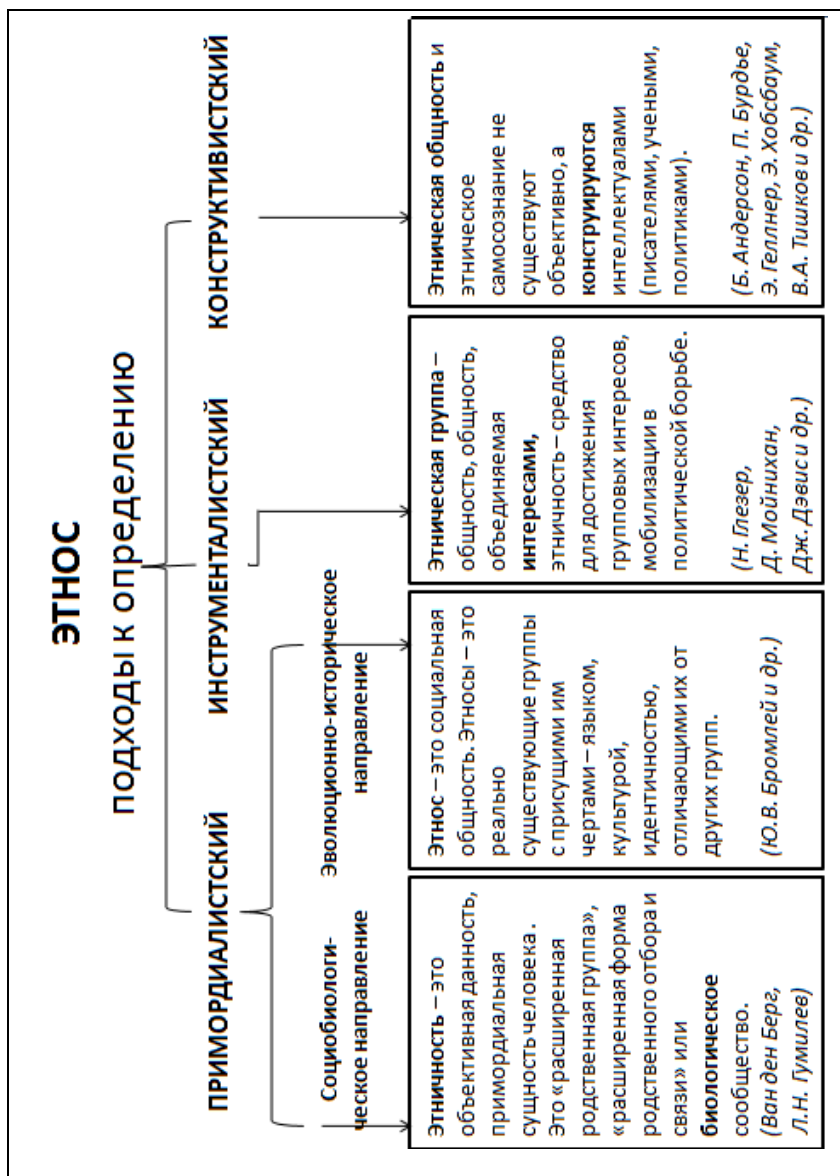 ЭТНОС
ПОДХОДЫ К ОПРЕДЕЛЕНИЮ
ПРИМОРДИАЛИСТСКИЙ
ИНСТРУМЕНТАЛИСТСКИЙ
КОНСТРУКТИВИСТСКИЙ
Социобиологи-
ческое направление
Эволюционно-историческое
направление
Этничность – это
объективная данность,
примордиальная
сущность человека.
Это «расширенная
родственная группа»,
«расширенная форма
родственного отбора и
связи» или
биологическое
сообщество.
(Ван ден Берг,
Л.Н. Гумилев)
Этнос – это социальная
общность. Этносы – это
реально
существующие группы
с присущими им
чертами – языком,
культурой,
идентичностью,
отличающими их от
других групп.
(Ю.В. Бромлей и др.)
Этническая группа –
общность, общность,
объединяемая
интересами,
этничность – средство
для достижения
групповых интересов,
мобилизации в
политической борьбе.
(Н. Глезер,
Д. Мойнихан,
Дж. Дэвис и др.)
Этническая общность и
этническое
самосознание не
существуют
объективно, а
конструируются
интеллектуалами
(писателями, учеными,
политиками).
(Б. Андерсон, П. Бурдье,
Э. Геллнер, Э. Хобсбаум,
В.А. Тишков и др.)